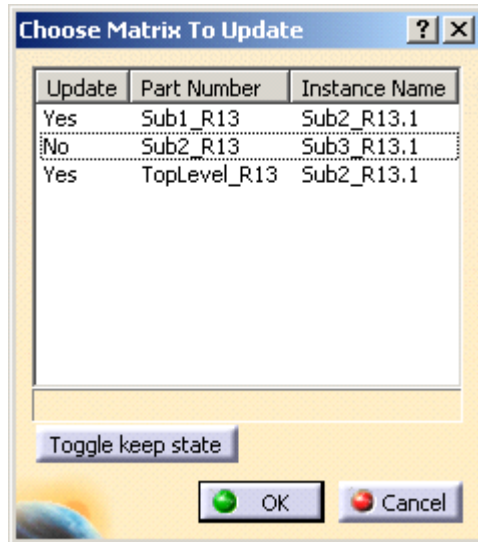 Choose Matrix To Update
Update Part Number Instance Name
Yes Sub1_R13 Sub2_R13.1
No Sub2_R13 Sub3_R13.1
Yes TopLevel_R13 Sub2_R13.1
Toggle keep state
OK Cancel